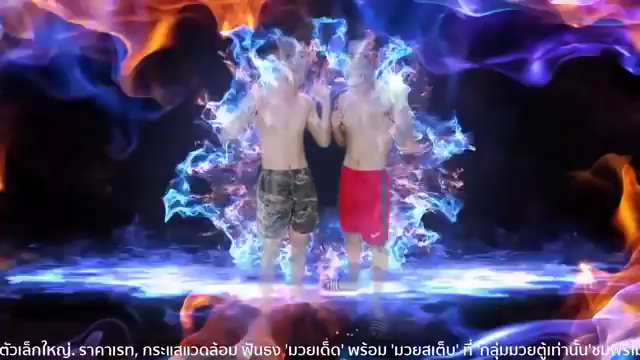 ตัวเล็กใหญ่. ราคาเรท, กระแสแวดล้อม ฟันธง 'มวยเด็ด' พร้อม 'มวยสเต็บ' ที่ 'กลุ่มมวยตู้เท่านั้น'ชมฟรีเ